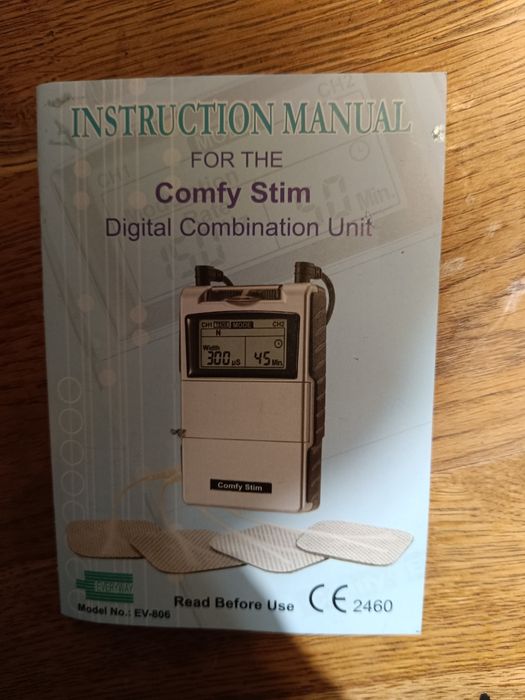 INSTRUCTION MANUAL
FOR THE
Comfy Stim
Digital Combination Unit
CH1 MODE CH2
N
Width
300 µS 45 Min.
Comfy Stim
EVERYWAY
Model No.: EV-806
Read Before Use CE 2460